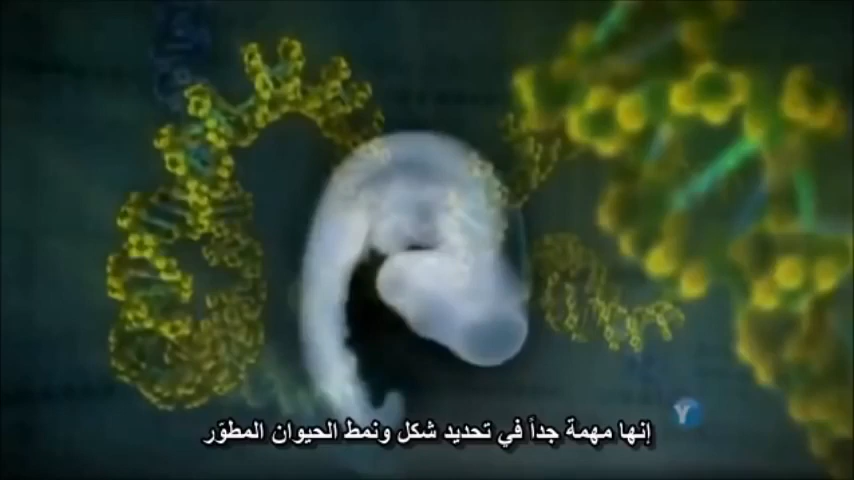 إنها مهمة جداً في تحديد شكل ونمط الحيوان المطوّر
Y